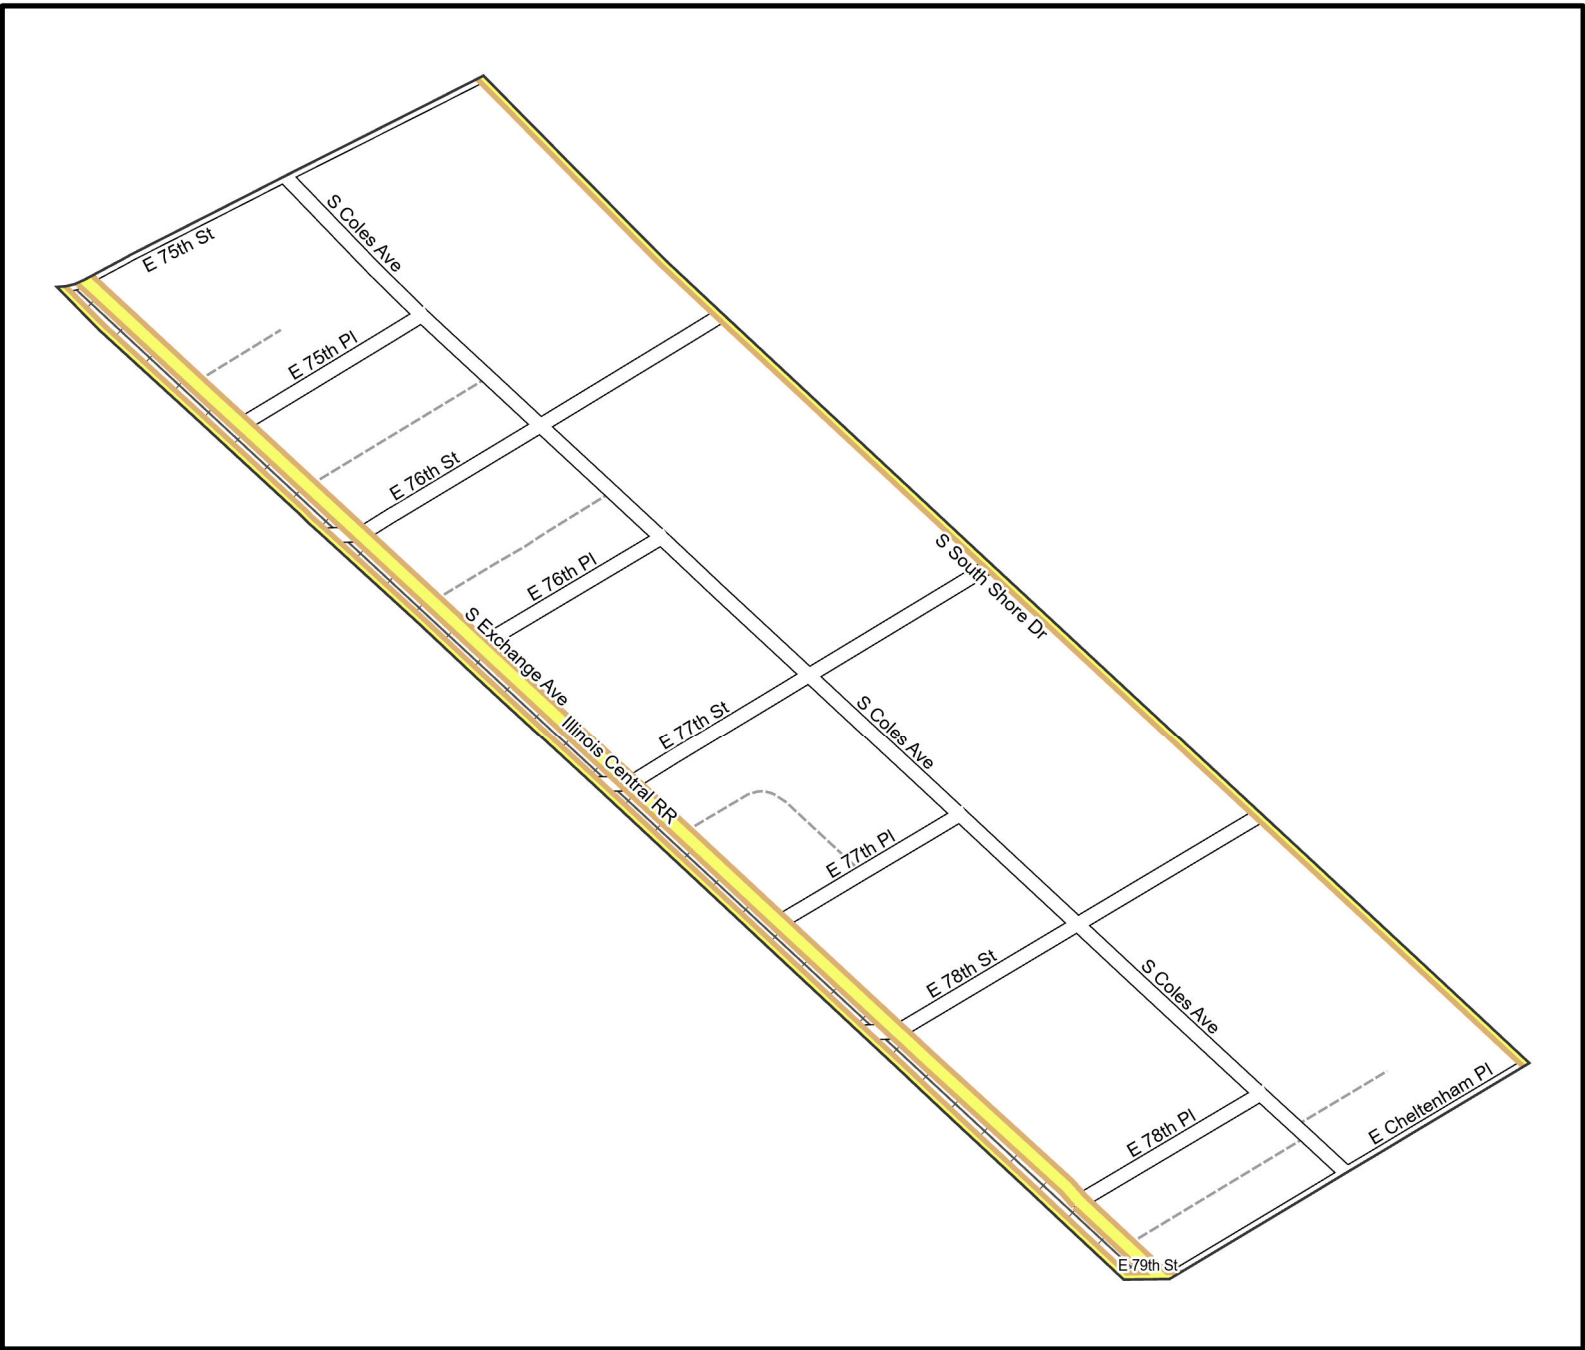 S Coles Ave
E 75th St
E 75th Pl
E 76th St
S South Shore Dr
E 76th Pl
S Exchange Ave
E 77th St
S Coles Ave
Illinois Central RR
E 77th Pl
E 78th St
S Coles Ave
E Cheltenham Pl
E 78th Pl
E 79th St